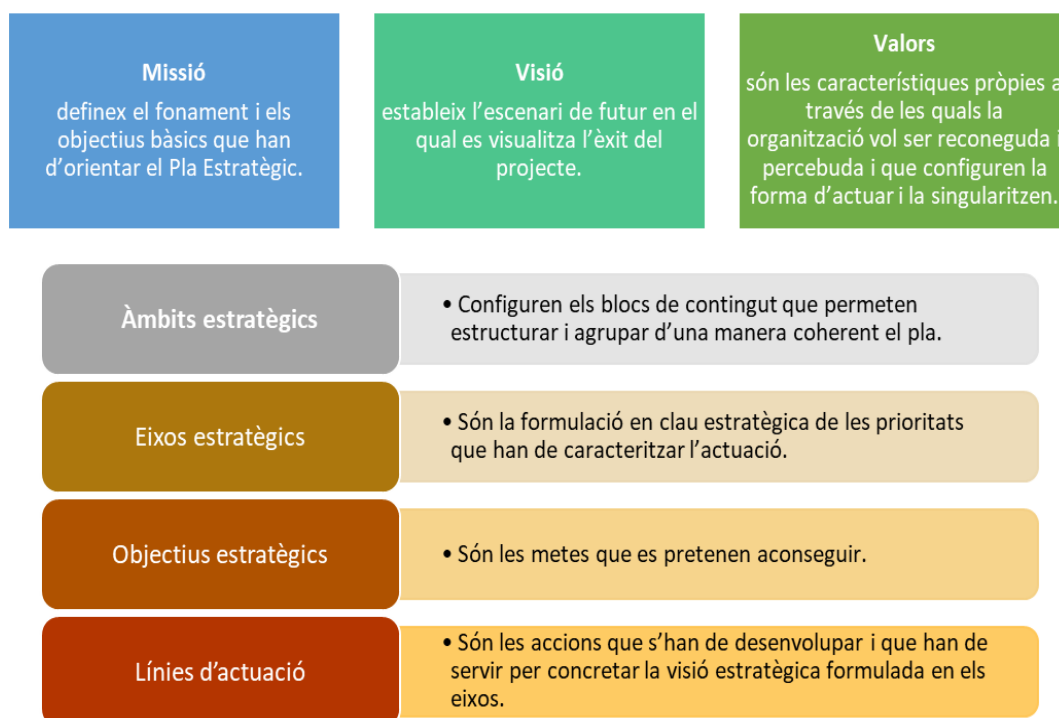 Missió
definex el fonament i els
objectius bàsics que han
d'orientar el Pla Estratègic.
Visió
estableix l'escenari de futur en el
qual es visualitza l'èxit del
projecte.
Valors
són les característiques pròpies a
través de les quals la
organització vol ser reconeguda i
percebuda i que configuren la
forma d'actuar i la singularitzen.
Àmbits estratègics
• Configuren els blocs de contingut que permeten
estructurar i agrupar d'una manera coherent el pla.
Eixos estratègics
• Són la formulació en clau estratègica de les prioritats
que han de caracteritzar l'actuació.
Objectius estratègics
• Són les metes que es pretenen aconseguir.
Línies d'actuació
• Són les accions que s'han de desenvolupar i que han de
servir per concretar la visió estratègica formulada en els
eixos.